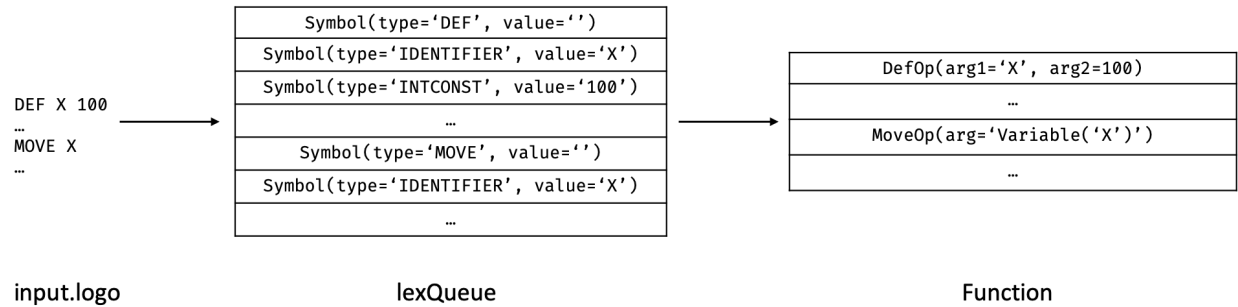 DEF X 100
…
MOVE X
…
Symbol(type=‘DEF’, value=‘’)
Symbol(type=‘IDENTIFIER’, value=‘X’)
Symbol(type=‘INTCONST’, value=‘100’)
…
Symbol(type=‘MOVE’, value=‘’)
Symbol(type=‘IDENTIFIER’, value=‘X’)
…
DefOp(arg1=‘X’, arg2=100)
…
MoveOp(arg=‘Variable(‘X’)’)
…
input.logo
lexQueue
Function